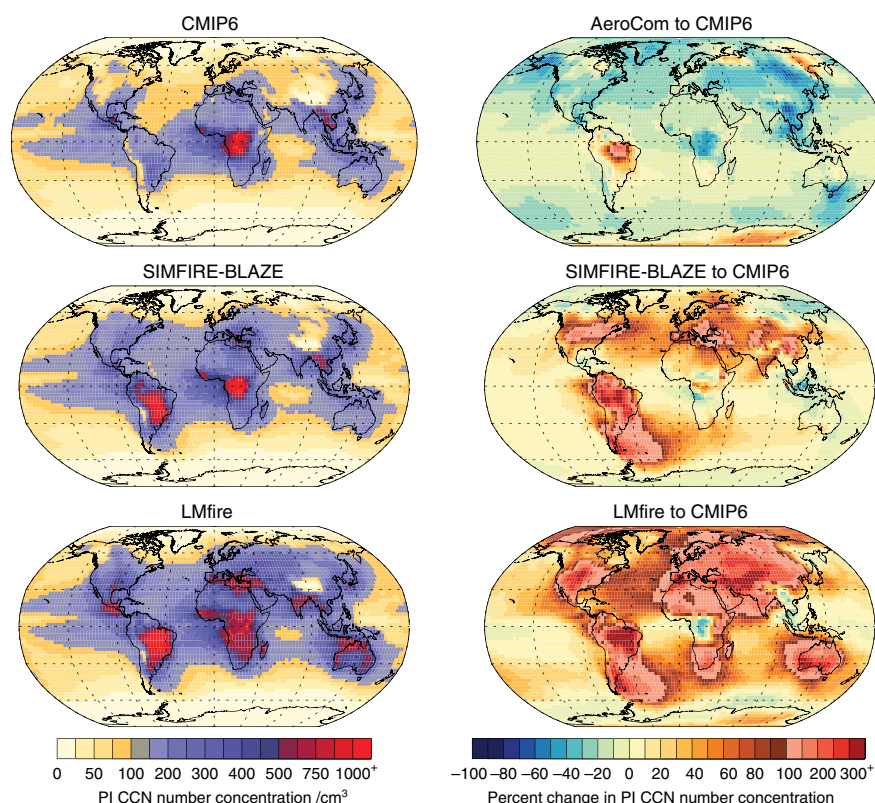 CMIP6
AeroCom to CMIP6
SIMFIRE-BLAZE
SIMFIRE-BLAZE to CMIP6
LMfire
LMfire to CMIP6
0 50 100 200 300 400 500 750 1000+
PI CCN number concentration /cm³
−100 −80 −60 −40 −20 0 20 40 60 80 100 200 300+
Percent change in PI CCN number concentration